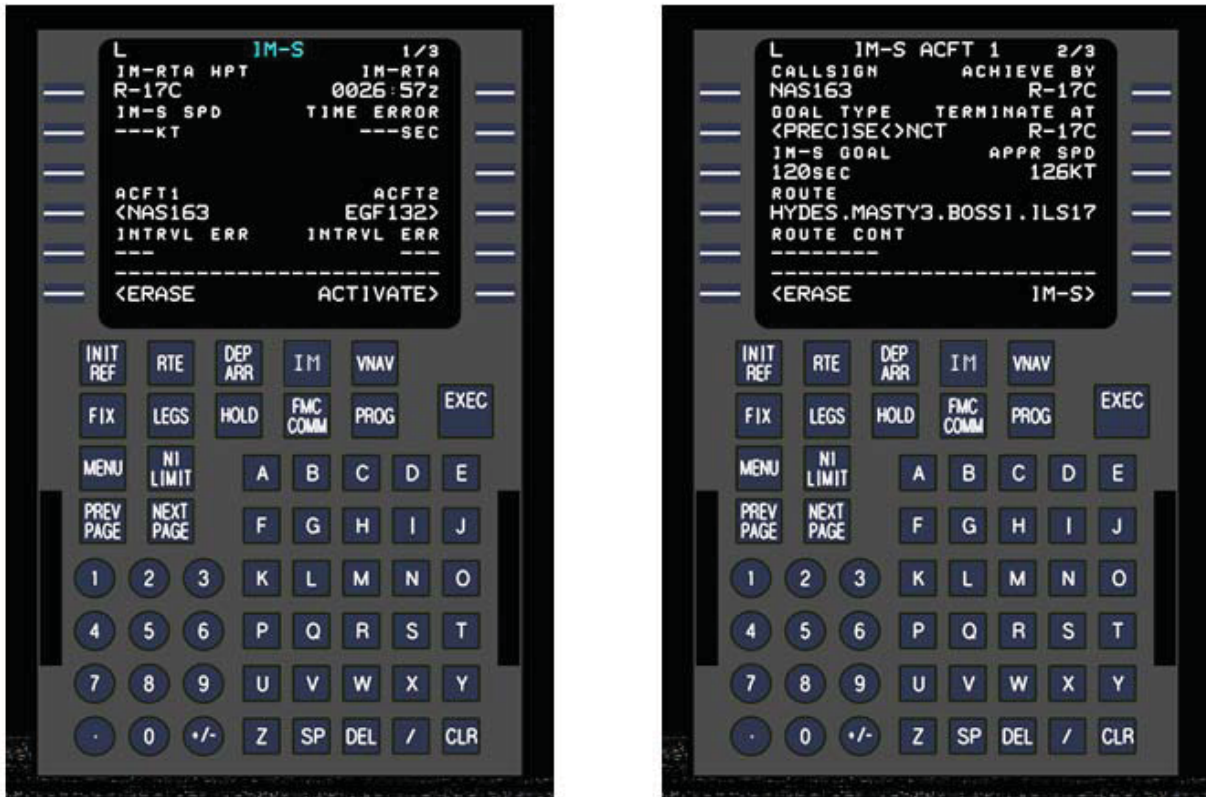 L IM-S 1/3
IM-RTA WPT IM-RTA
R-17C 0026:57z
IM-S SPD TIME ERROR
---KT ---SEC
ACFT1 ACFT2
<NAS163 EGF132>
INTRVL ERR INTRVL ERR
--- ---
------------------------
<ERASE ACTIVATE>
INIT REF RTE DEP ARR IM VNAV
FIX LEGS HOLD FMC COMM PROG EXEC
MENU N1 LIMIT A B C D E
PREV PAGE NEXT PAGE F G H I J
1 2 3 K L M N O
4 5 6 P Q R S T
7 8 9 U V W X Y
. 0 +/- Z SP DEL / CLR
L IM-S ACFT 1 2/3
CALLSIGN ACHIEVE BY
NAS163 R-17C
GOAL TYPE TERMINATE AT
<PRECISE<>NCT R-17C
IM-S GOAL APPR SPD
120SEC 126KT
ROUTE
HYDES.MASTY3.BOSSI.ILS17
ROUTE CONT
--------
------------------------
<ERASE IM-S>
INIT REF RTE DEP ARR IM VNAV
FIX LEGS HOLD FMC COMM PROG EXEC
MENU N1 LIMIT A B C D E
PREV PAGE NEXT PAGE F G H I J
1 2 3 K L M N O
4 5 6 P Q R S T
7 8 9 U V W X Y
. 0 +/- Z SP DEL / CLR